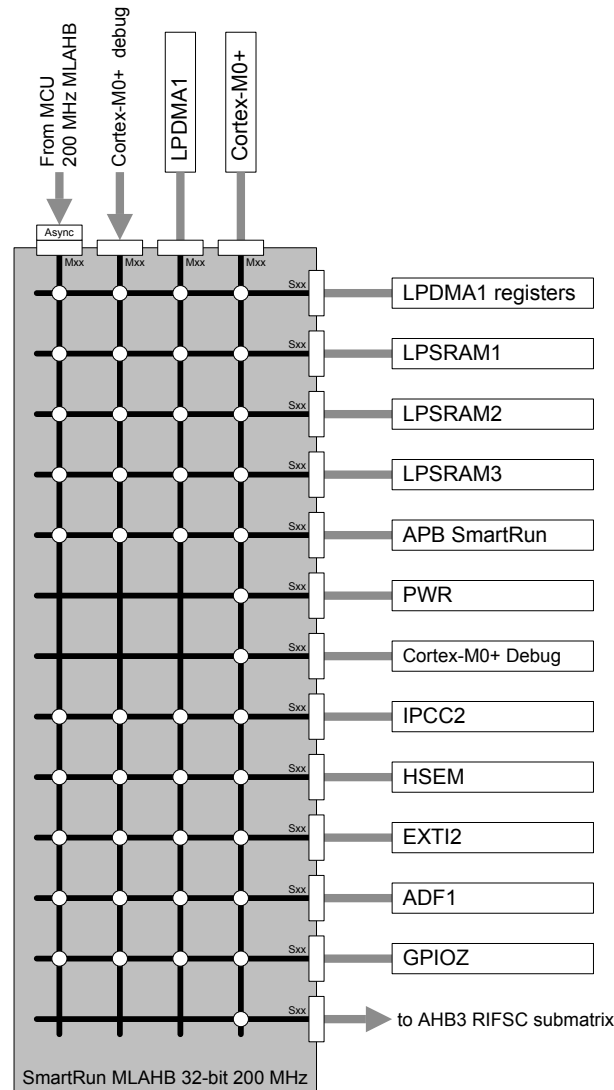 From MCU
200 MHz MLAHB
Cortex-M0+ debug
LPDMA1
Cortex-M0+
Async
Mxx
Mxx
Mxx
Mxx
Sxx
LPDMA1 registers
Sxx
LPSRAM1
Sxx
LPSRAM2
Sxx
LPSRAM3
Sxx
APB SmartRun
Sxx
PWR
Sxx
Cortex-M0+ Debug
Sxx
IPCC2
Sxx
HSEM
Sxx
EXTI2
Sxx
ADF1
Sxx
GPIOZ
Sxx
to AHB3 RIFSC submatrix
SmartRun MLAHB 32-bit 200 MHz